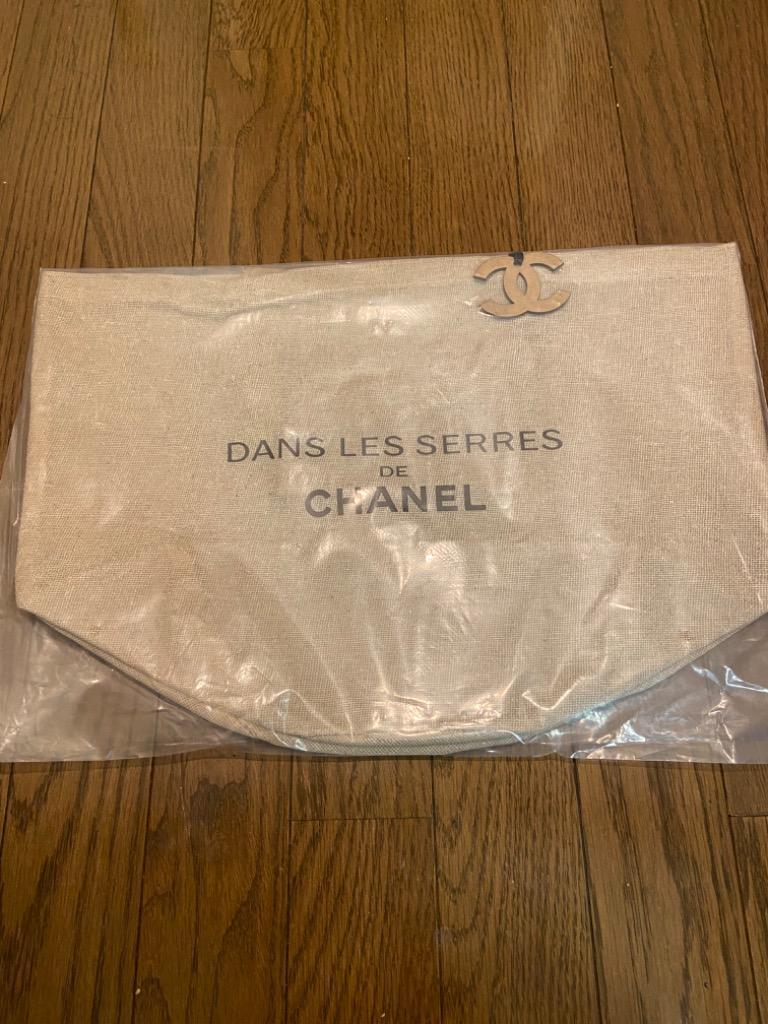 DANS LES SERRES
DE
CHANEL